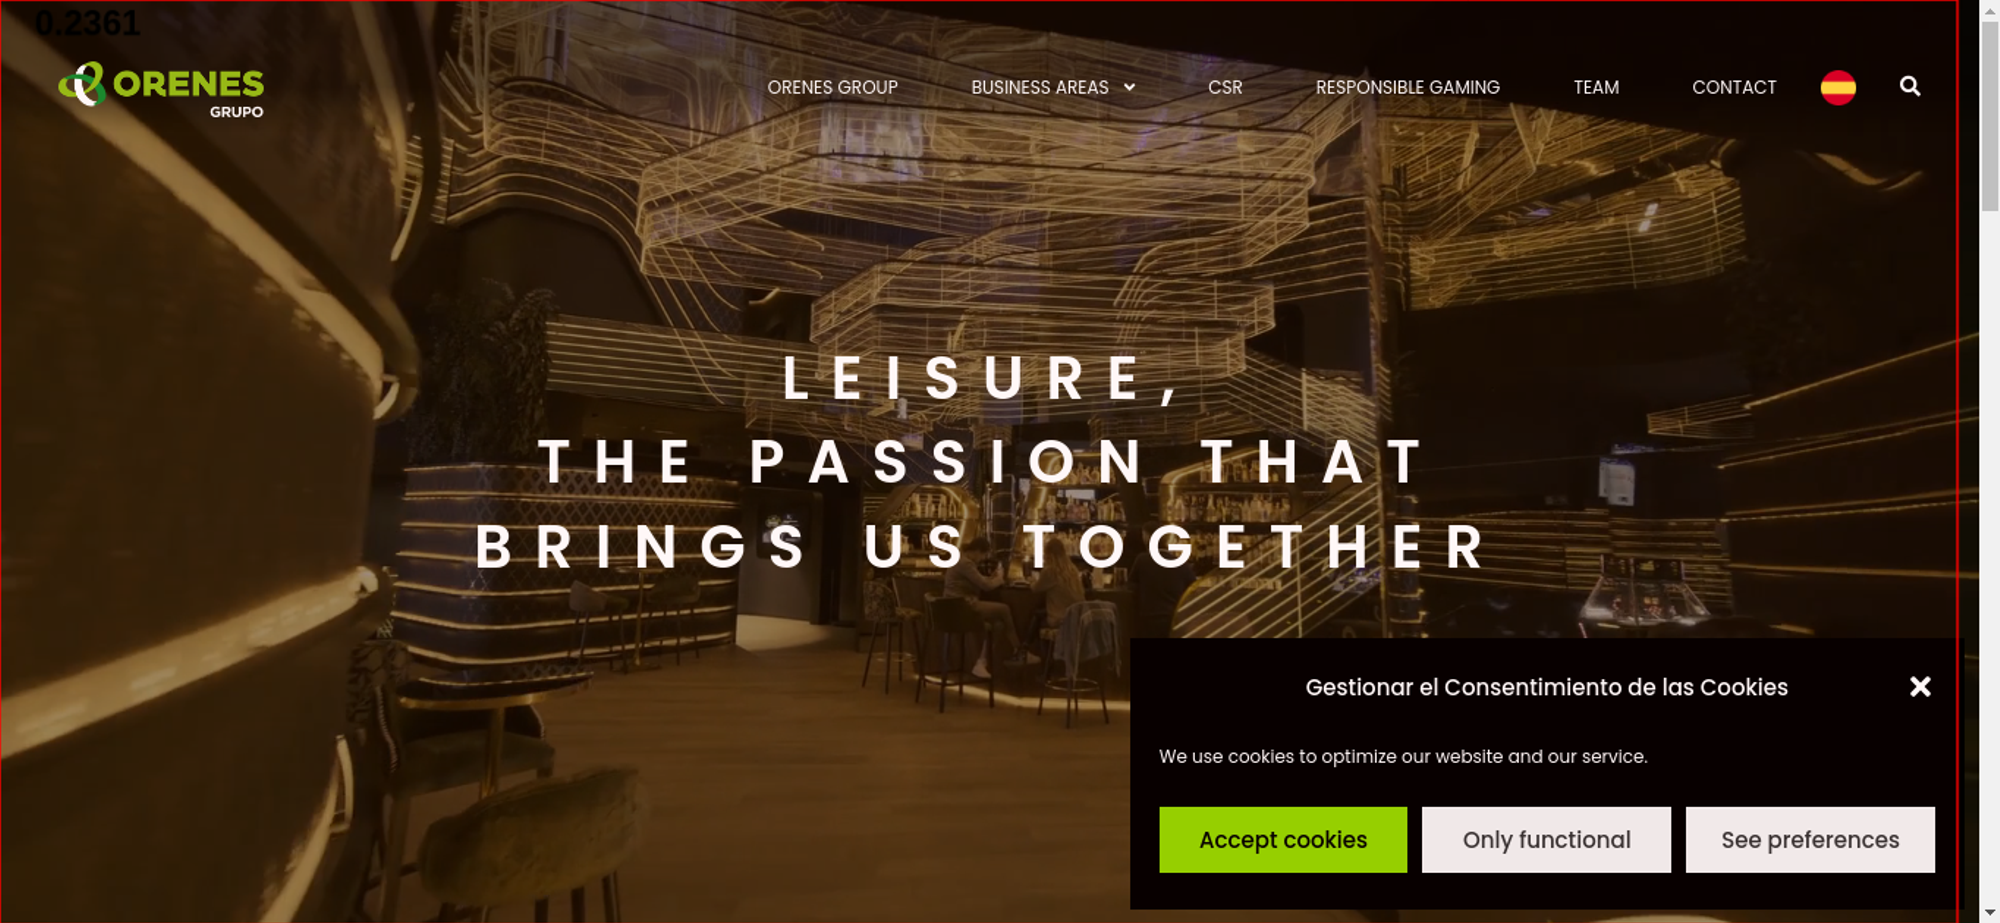 0.2361
ORENES
GRUPO
ORENES GROUP
BUSINESS AREAS
CSR
RESPONSIBLE GAMING
TEAM
CONTACT
LEISURE,
THE PASSION THAT
BRINGS US TOGETHER
Gestionar el Consentimiento de las Cookies
We use cookies to optimize our website and our service.
Accept cookies
Only functional
See preferences